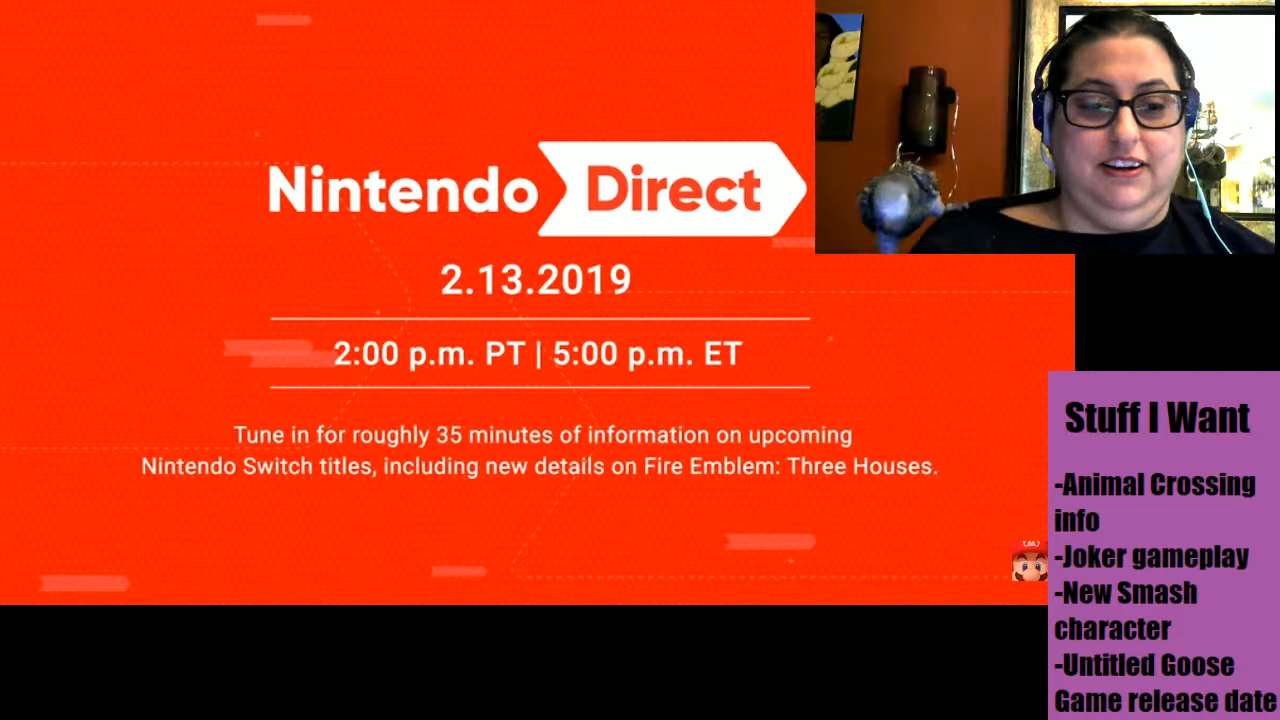 Nintendo Direct
2.13.2019
2:00 p.m. PT | 5:00 p.m. ET
Tune in for roughly 35 minutes of information on upcoming
Nintendo Switch titles, including new details on Fire Emblem: Three Houses.
Stuff I Want
-Animal Crossing
info
-Joker gameplay
-New Smash
character
-Untitled Goose
Game release date